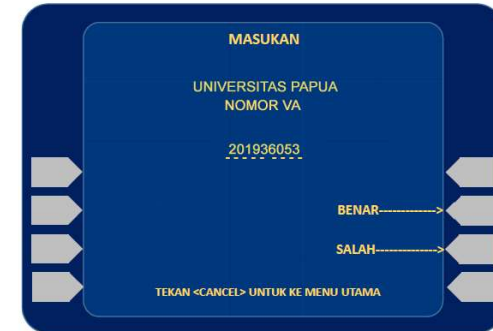 MASUKAN
UNIVERSITAS PAPUA
NOMOR VA
201936053
BENAR-------------->
SALAH-------------->
TEKAN <CANCEL> UNTUK KE MENU UTAMA